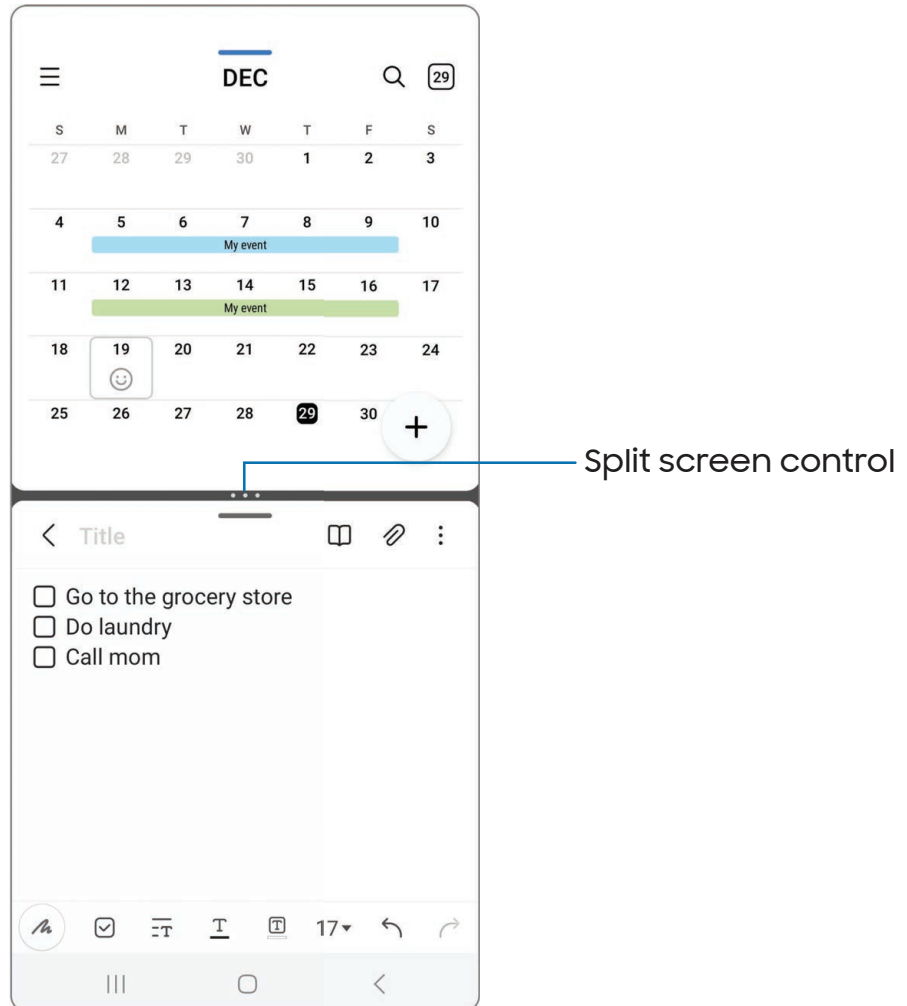 DEC 29
S M T W T F S
27 28 29 30 1 2 3
4 5 6 7 8 9 10
My event
11 12 13 14 15 16 17
My event
18 19 20 21 22 23 24
25 26 27 28 29 30
Split screen control
Title
Go to the grocery store
Do laundry
Call mom
T T T 17